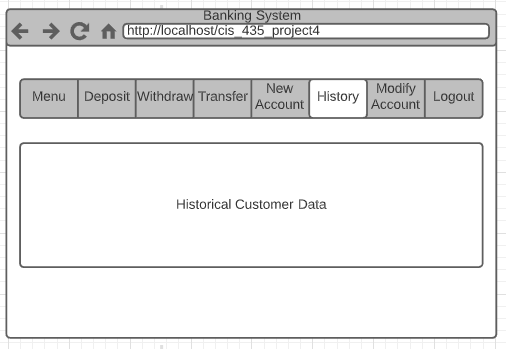 Banking System
http://localhost/cis_435_project4
Menu
Deposit
Withdraw
Transfer
New
Account
History
Modify
Account
Logout
Historical Customer Data